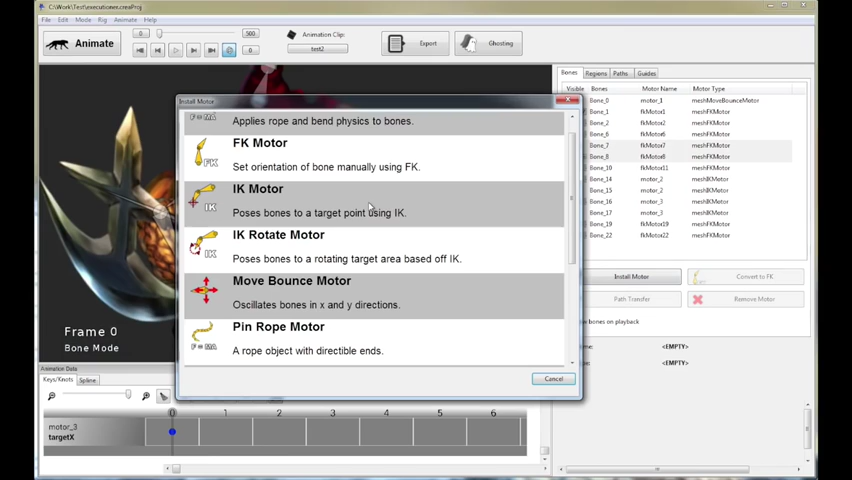 C:\Work\Test\executioner.creaProj
File Edit View Rig Animate Help
Animate
0
500
0
Animation Clip:
test2
Export
Ghosting
Bones Regions Paths Guides
Bones Motor Name Motor Type
Bone_0 motor_1 meshMoveBounceMotor
Bone_1 fkMotor1 meshFKMotor
Bone_2 fkMotor2 meshFKMotor
Bone_6 fkMotor6 meshFKMotor
Bone_7 fkMotor7 meshFKMotor
Bone_8 fkMotor8 meshFKMotor
Bone_10 fkMotor11 meshFKMotor
Bone_14 motor_2 meshIKMotor
Bone_15 motor_2 meshIKMotor
Bone_16 motor_3 meshIKMotor
Bone_17 motor_3 meshIKMotor
Bone_19 fkMotor19 meshFKMotor
Bone_22 fkMotor22 meshFKMotor
Install Motor
Convert to FK
Path Transfer
Remove Motor
bones on playback
<EMPTY>
<EMPTY>
Install Motor
F = MA
Applies rope and bend physics to bones.
FK Motor
FK
Set orientation of bone manually using FK.
IK Motor
IK
Poses bones to a target point using IK.
IK Rotate Motor
IK
Poses bones to a rotating target area based off IK.
Move Bounce Motor
Oscillates bones in x and y directions.
Pin Rope Motor
F = MA
A rope object with directible ends.
Cancel
Frame 0
Bone Mode
Animation Data
Keys/Knots Spline
0 1 2 3 4 5 6
motor_3
targetX